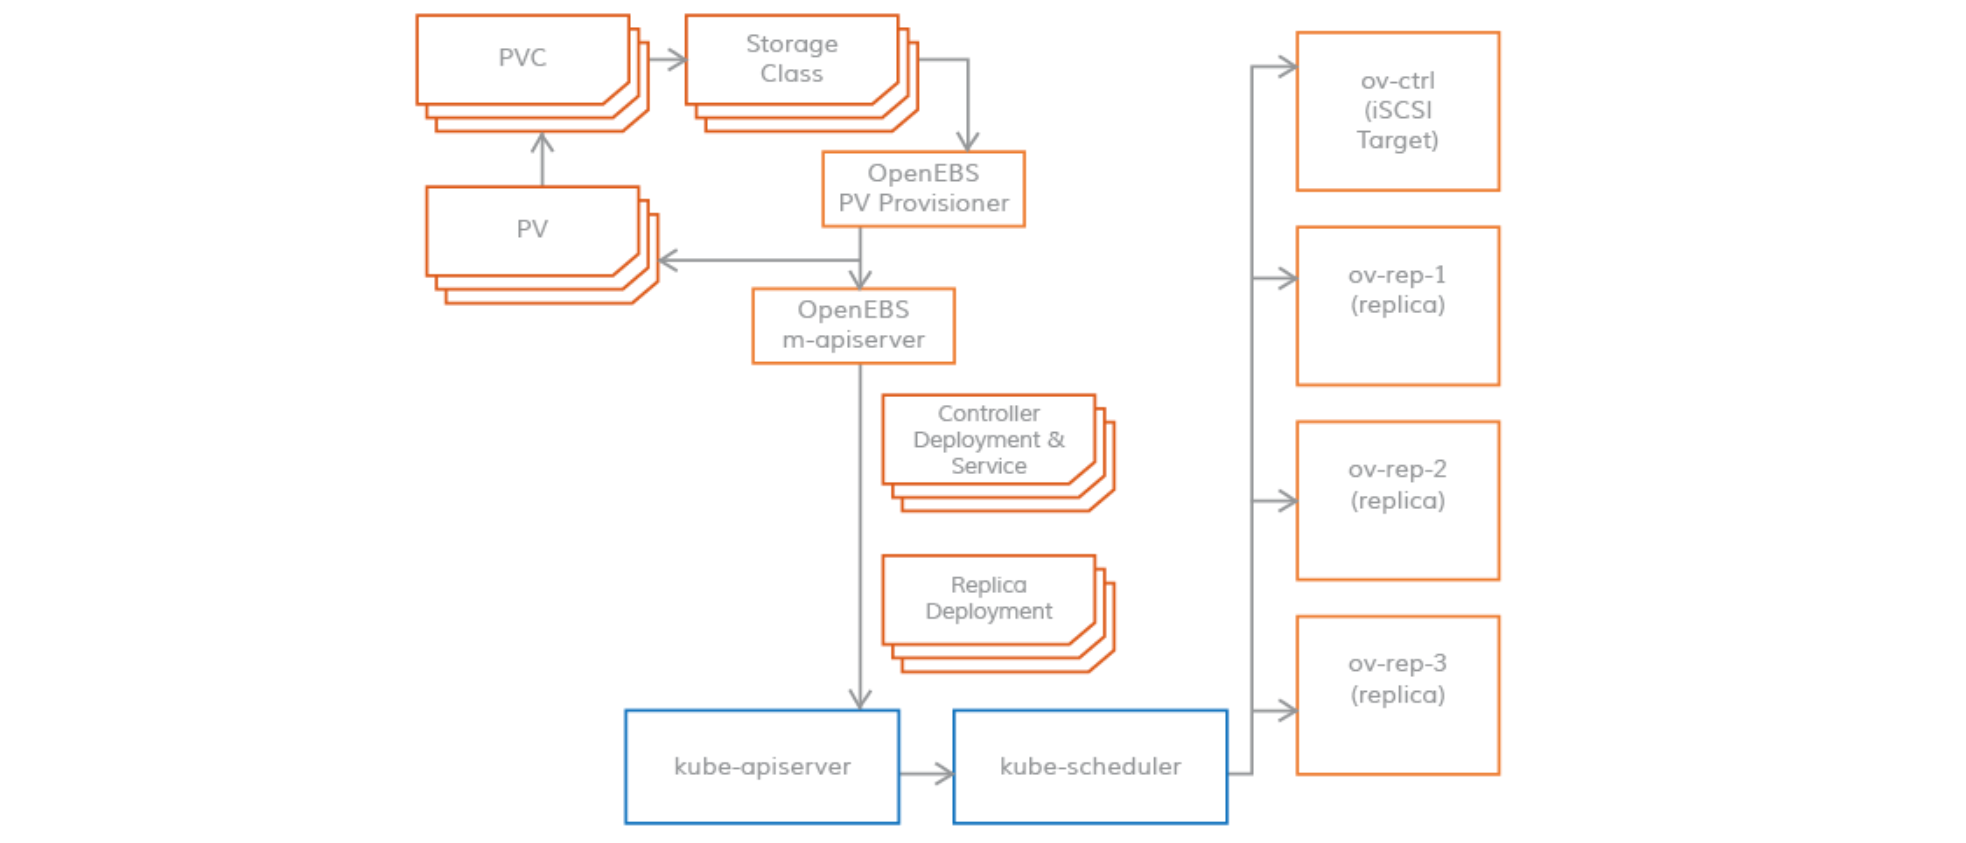 PVC
Storage
Class
OpenEBS
PV Provisioner
PV
OpenEBS
m-apiserver
Controller
Deployment &
Service
Replica
Deployment
kube-apiserver
kube-scheduler
ov-ctrl
(iSCSI
Target)
ov-rep-1
(replica)
ov-rep-2
(replica)
ov-rep-3
(replica)